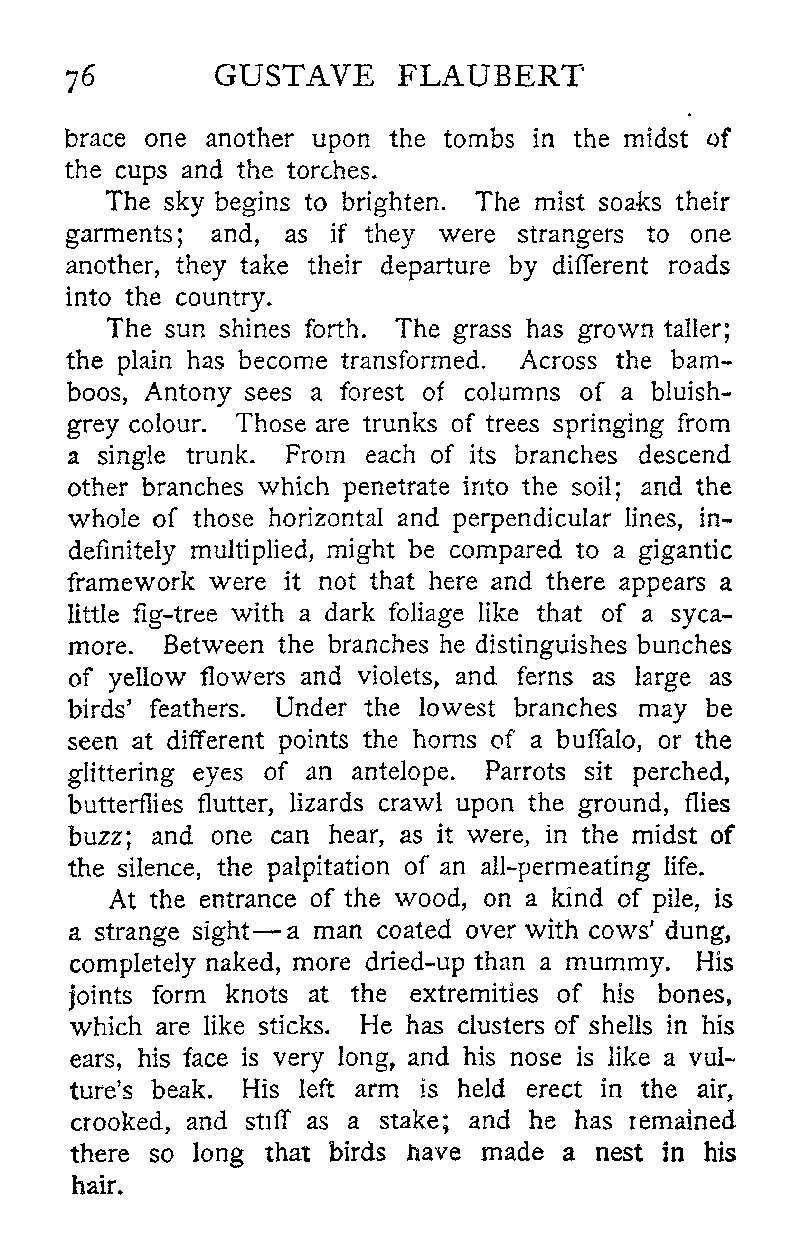 76 GUSTAVE FLAUBERT
brace one another upon the tombs in the midst of
the cups and the torches.
The sky begins to brighten. The mist soaks their
garments; and, as if they were strangers to one
another, they take their departure by different roads
into the country.
The sun shines forth. The grass has grown taller;
the plain has become transformed. Across the bam-
boos, Antony sees a forest of columns of a bluish-
grey colour. Those are trunks of trees springing from
a single trunk. From each of its branches descend
other branches which penetrate into the soil; and the
whole of those horizontal and perpendicular lines, in-
definitely multiplied, might be compared to a gigantic
framework were it not that here and there appears a
little fig-tree with a dark foliage like that of a syca-
more. Between the branches he distinguishes bunches
of yellow flowers and violets, and ferns as large as
birds' feathers. Under the lowest branches may be
seen at different points the horns of a buffalo, or the
glittering eyes of an antelope. Parrots sit perched,
butterflies flutter, lizards crawl upon the ground, flies
buzz; and one can hear, as it were, in the midst of
the silence, the palpitation of an all-permeating life.
At the entrance of the wood, on a kind of pile, is
a strange sight—a man coated over with cows' dung,
completely naked, more dried-up than a mummy. His
joints form knots at the extremities of his bones,
which are like sticks. He has clusters of shells in his
ears, his face is very long, and his nose is like a vul-
ture's beak. His left arm is held erect in the air,
crooked, and stiff as a stake; and he has remained
there so long that birds have made a nest in his
hair.